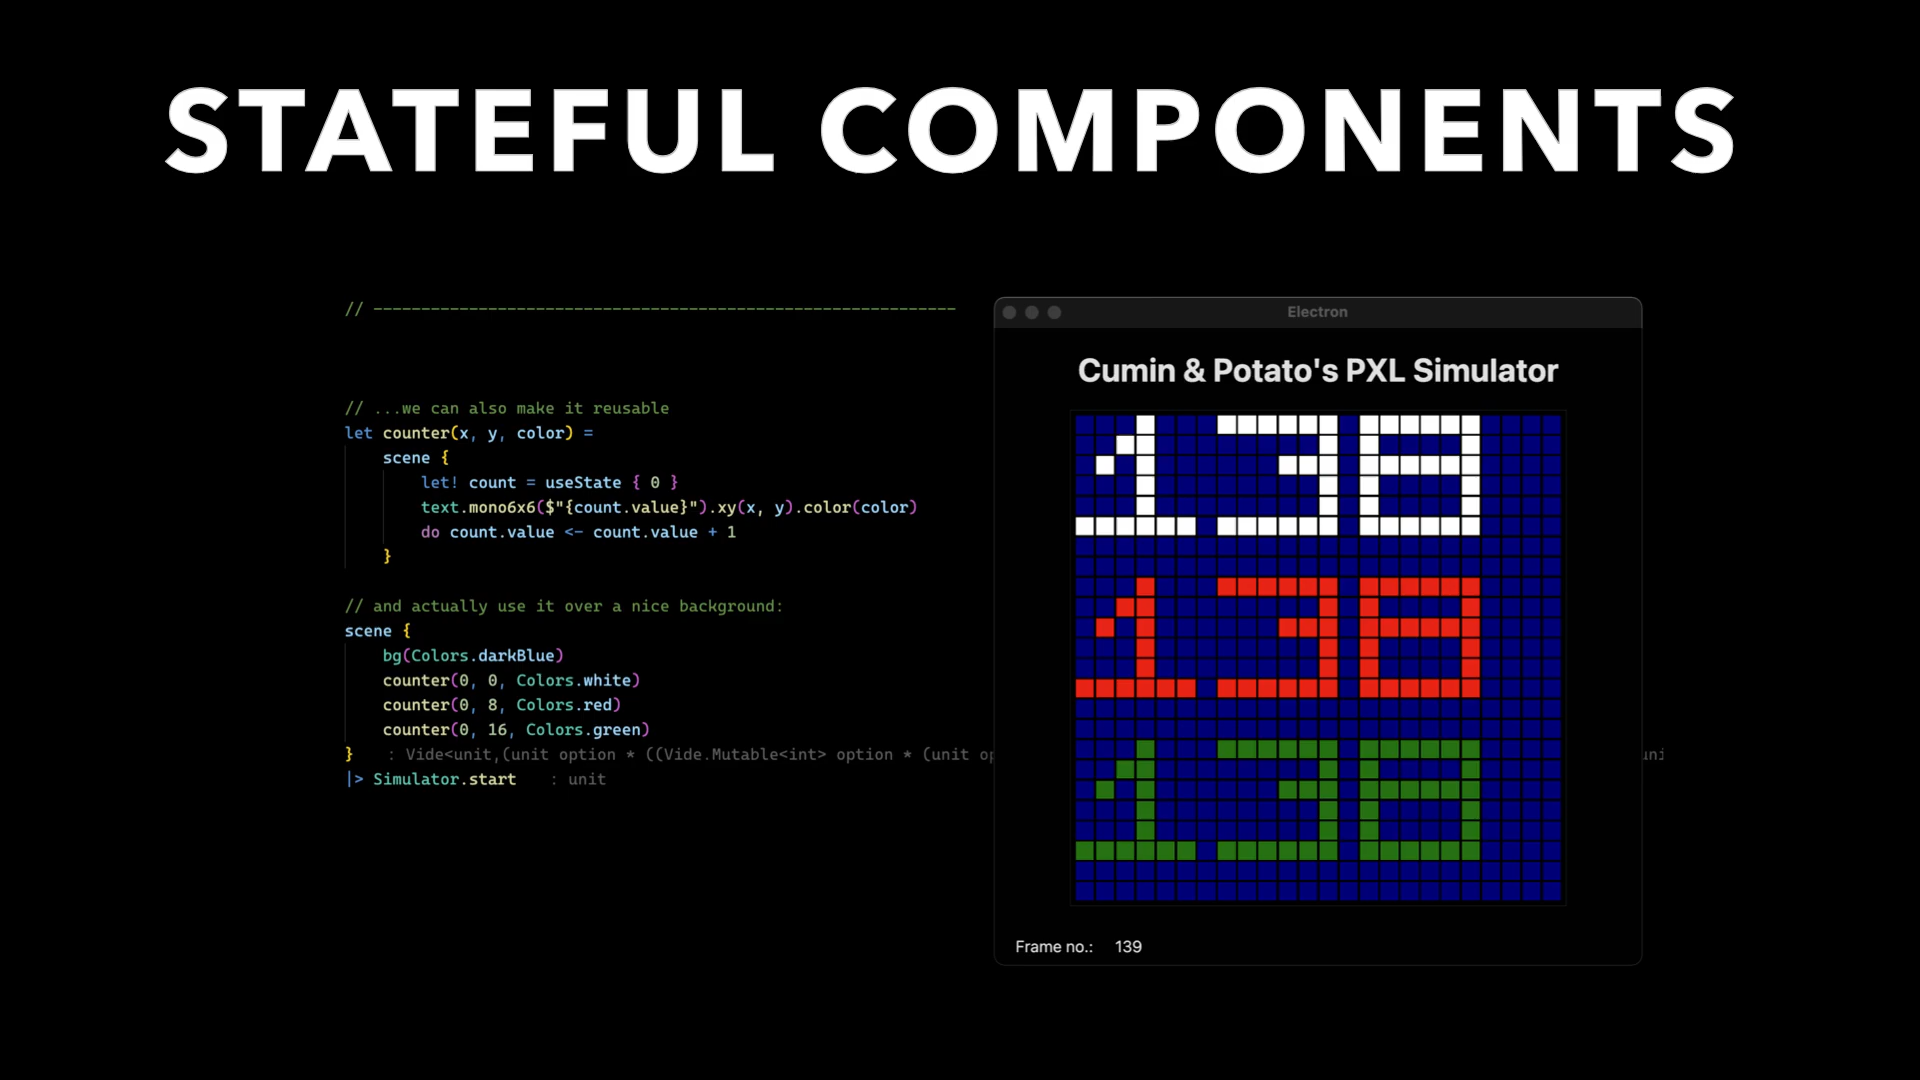 STATEFUL COMPONENTS
// -------------------------------------------------------------
// ...we can also make it reusable
let counter(x, y, color) =
scene {
let! count = useState { 0 }
text.mono6x6($"{count.value}").xy(x, y).color(color)
do count.value <- count.value + 1
}
// and actually use it over a nice background:
scene {
bg(Colors.darkBlue)
counter(0, 0, Colors.white)
counter(0, 8, Colors.red)
counter(0, 16, Colors.green)
} : Vide<unit,(unit option * ((Vide.Mutable<int> option * (unit op
|> Simulator.start : unit
Electron
Cumin & Potato's PXL Simulator
138
138
138
Frame no.: 139